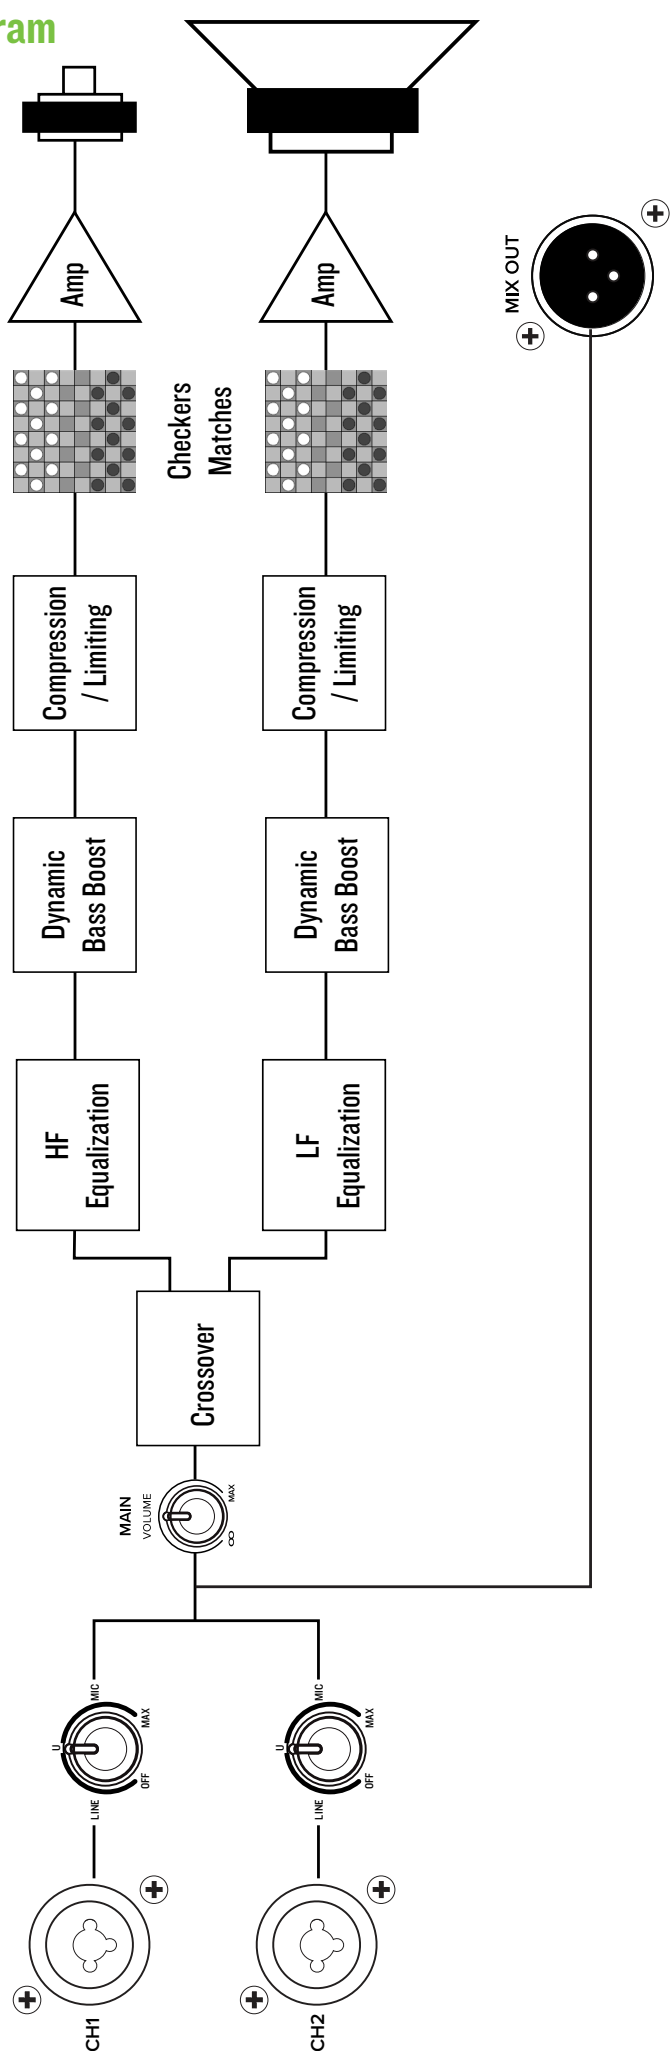 ram
CH1
LINE
OFF
U
MAX
MIC
CH2
LINE
OFF
U
MAX
MIC
MAIN
VOLUME
∞
MAX
Crossover
HF
Equalization
Dynamic
Bass Boost
Compression
/ Limiting
Amp
Checkers
Matches
LF
Equalization
Dynamic
Bass Boost
Compression
/ Limiting
Amp
MIX OUT